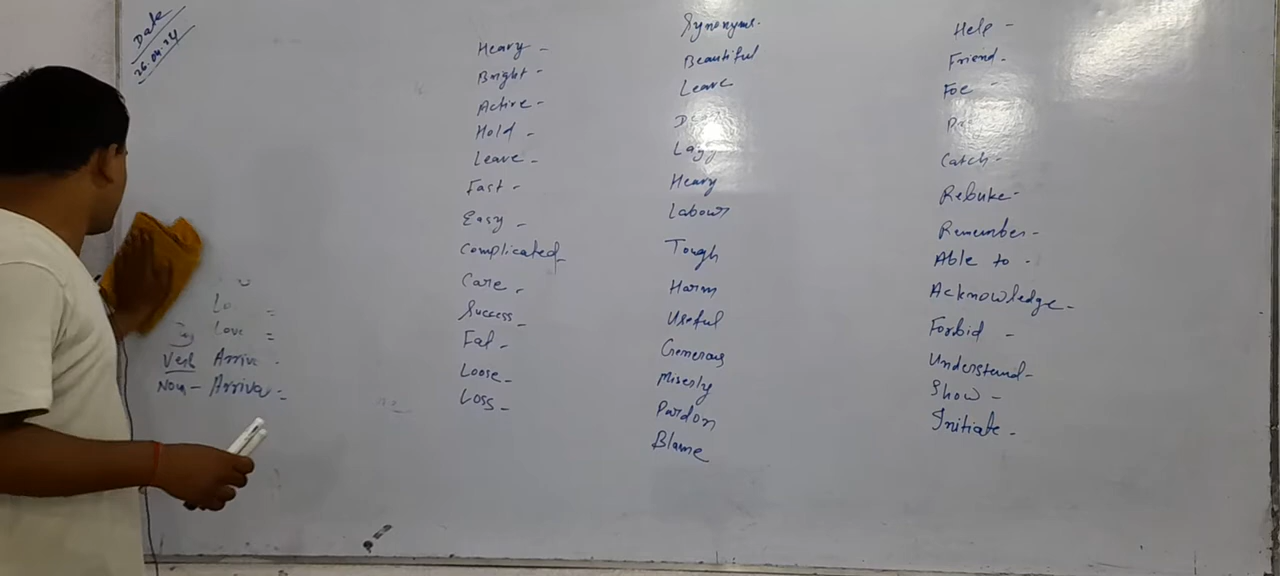 Date
26.04.24
Heavy -
Bright -
Active -
Hold -
Leave -
Fast -
Easy -
Complicated -
Care -
Success -
Fat -
Loose -
Loss -
Synonyms.
Beautiful
Leave
Lazy
Heavy
Labour
Tough
Harm
Useful
Generous
Miserly
Pardon
Blame
Help -
Friend -
Foe -
Catch -
Rebuke -
Remember -
Able to -
Acknowledge -
Forbid -
Understand -
Show -
Initiate -
Lo =
Love =
Verb Arrive -
Noun - Arrival -